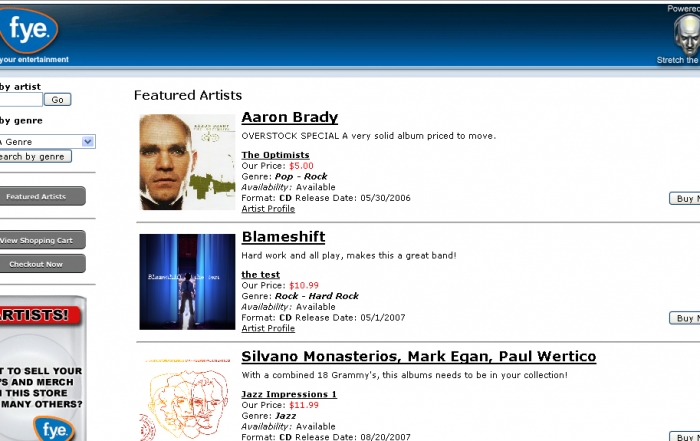 f.y.e.
your entertainment
Powered
Stretch the
by artist
Go
by genre
A Genre
earch by genre
Featured Artists
View Shopping Cart
Checkout Now
ARTISTS!
T TO SELL YOUR
'S AND MERCH
N THIS STORE
MANY OTHERS?
f.y.e.
Featured Artists
Aaron Brady
OVERSTOCK SPECIAL A very solid album priced to move.
The Optimists
Our Price: $5.00
Genre: Pop - Rock
Availability: Available
Format: CD Release Date: 05/30/2006
Artist Profile
Buy N
Blameshift
Hard work and all play, makes this a great band!
Blameshift the test
the test
Our Price: $10.99
Genre: Rock - Hard Rock
Availability: Available
Format: CD Release Date: 05/1/2007
Artist Profile
Buy N
Silvano Monasterios, Mark Egan, Paul Wertico
With a combined 18 Grammy's, this albums needs to be in your collection!
Jazz Impressions 1
Our Price: $11.99
Genre: Jazz
Availability: Available
Format: CD Release Date: 08/20/2007
Buy N